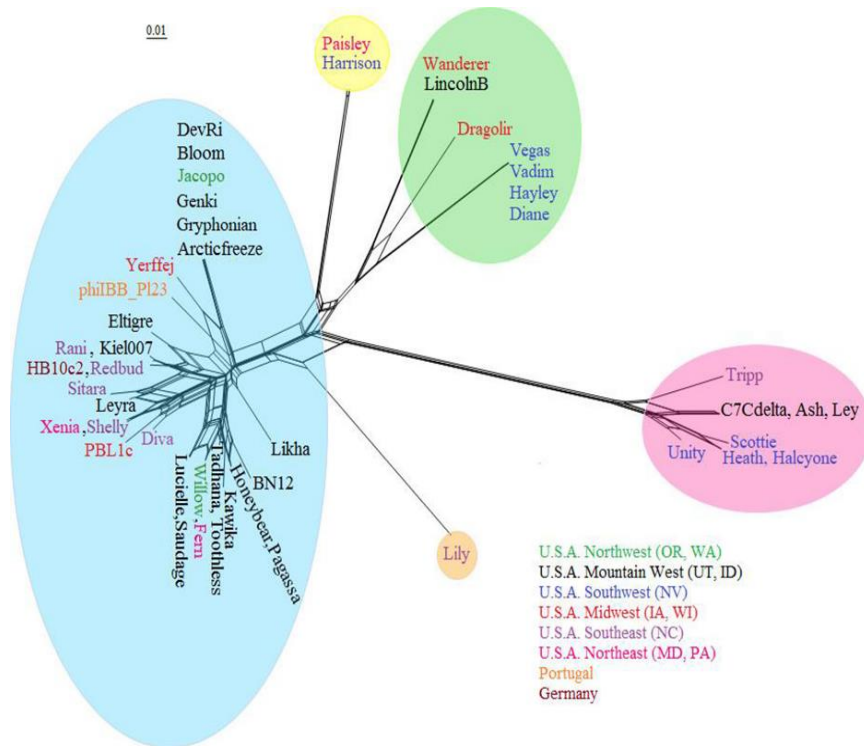 0.01
Paisley
Harrison
Wanderer
LincolnB
Dragolir
Vegas
Vadim
Hayley
Diane
DevRi
Bloom
Jacopo
Genki
Gryphonian
Arcticfreeze
Yerffej
phiIBB_Pl23
Eltigre
Rani, Kiel007
HB10c2, Redbud
Sitara
Leyra
Xenia, Shelly
PBL1c
Diva
Likha
BN12
Lucielle, Saudage
Willow, Fern
Tadhana, Toothless
Kawika
Honeybear, Pagassa
Tripp
C7Cdelta, Ash, Ley
Scottie
Heath, Halcyone
Unity
Lily
U.S.A. Northwest (OR, WA)
U.S.A. Mountain West (UT, ID)
U.S.A. Southwest (NV)
U.S.A. Midwest (IA, WI)
U.S.A. Southeast (NC)
U.S.A. Northeast (MD, PA)
Portugal
Germany